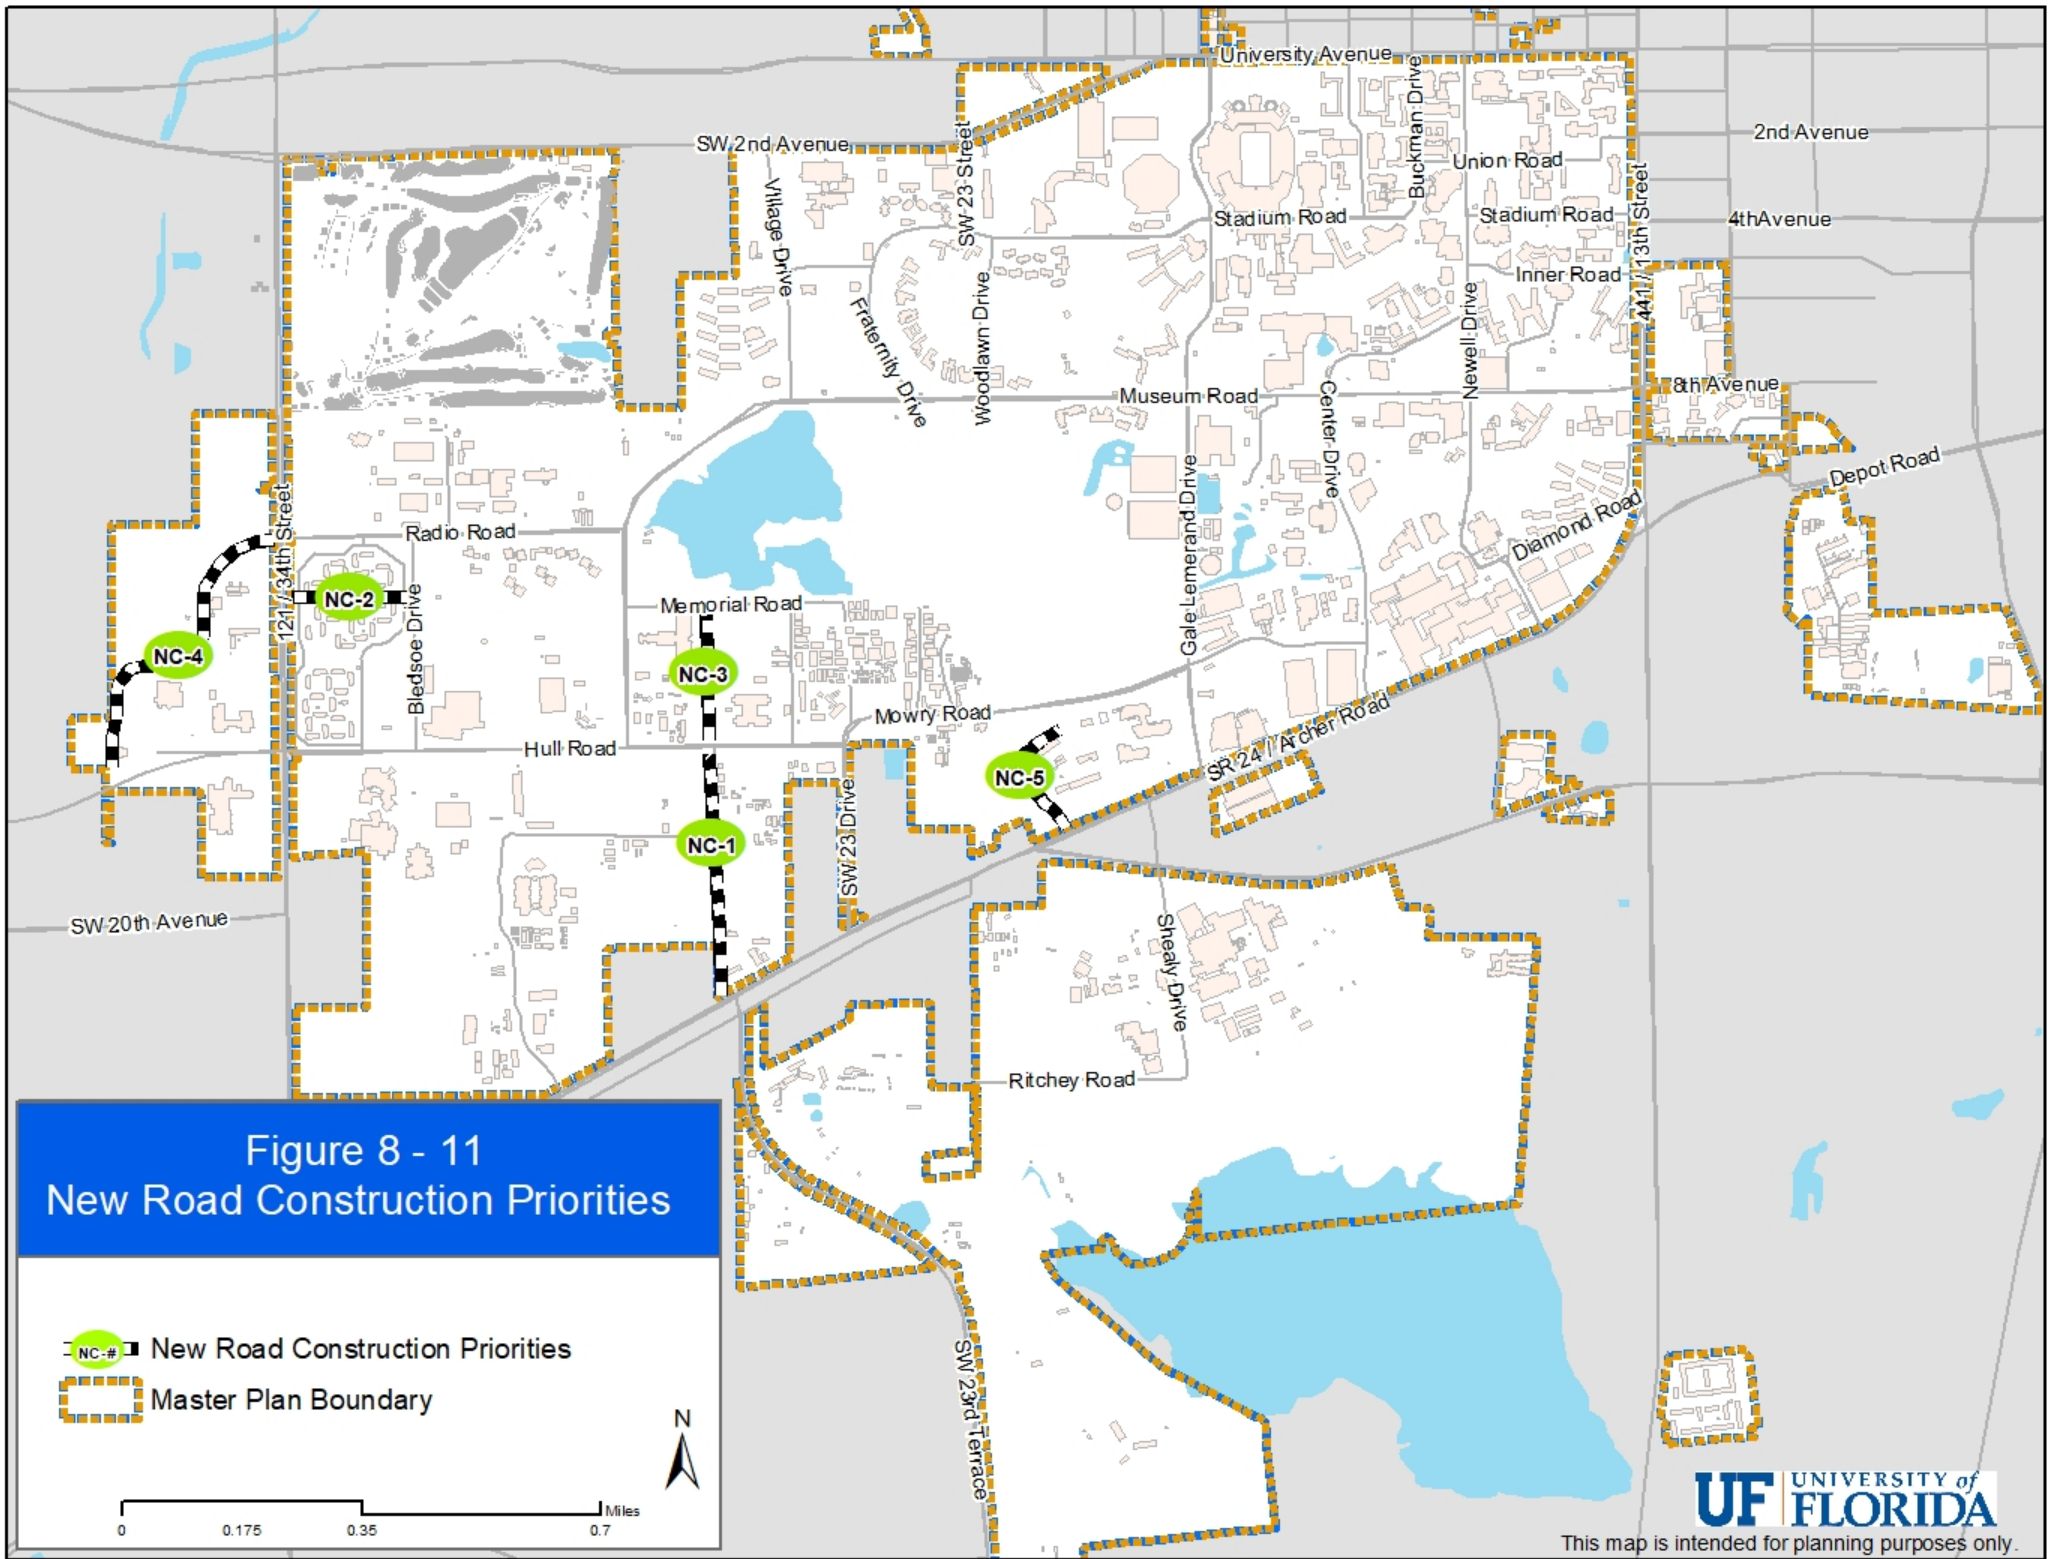 University Avenue
SW 2nd Avenue
SW 23 Street
Buckman Drive
Union Road
2nd Avenue
Village Drive
Stadium Road
Stadium Road
441 / 13th Street
4thAvenue
Inner Road
Fraternity Drive
Woodlawn Drive
Newell Drive
Museum Road
Center Drive
8th Avenue
Depot Road
121 / 34th Street
Radio Road
Gale Lemerand Drive
Diamond Road
NC-2
Bledsoe Drive
Memorial Road
NC-4
NC-3
Mowry Road
Hull Road
SR 24 / Archer Road
NC-5
NC-1
SW 23 Drive
SW 20th Avenue
Shealy Drive
Ritchey Road
SW 23rd Terrace
Figure 8 - 11
New Road Construction Priorities
NC-#
New Road Construction Priorities
Master Plan Boundary
N
Miles
0 0.175 0.35 0.7
UF UNIVERSITY of
FLORIDA
This map is intended for planning purposes only.